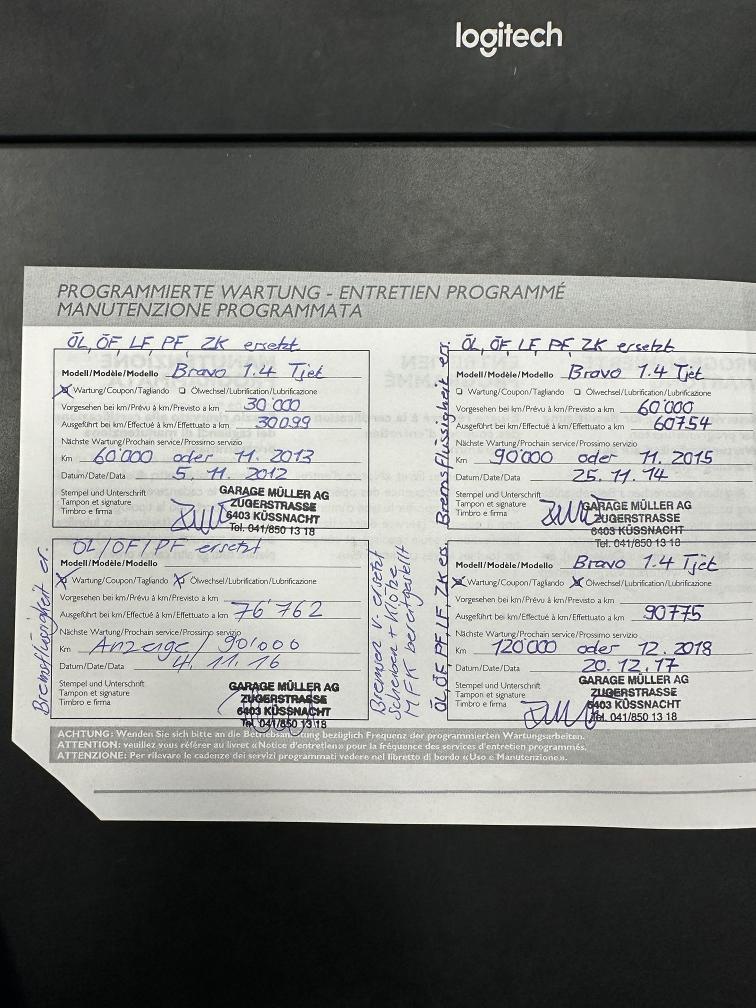 logitech
PROGRAMMIERTE WARTUNG - ENTRETIEN PROGRAMMÉ
MANUTENZIONE PROGRAMMATA
ÖL, ÖF LF PF, ZK ersetzt
Modell/Modèle/Modello Bravo 1.4 Tjet
Wartung/Coupon/Tagliando Ölwechsel/Lubrification/Lubrificazione
Vorgesehen bei km/Prévu à km/Previsto a km 30'000
Ausgeführt bei km/Effectué à km/Effettuato a km 30099
Nächste Wartung/Prochain service/Prossimo servizio
Km 60'000 oder 11.2013
Datum/Date/Data 5.11.2012
Stempel und Unterschrift
Tampon et signature
Timbro e firma
GARAGE MÜLLER AG
ZUGERSTRASSE
6403 KÜSSNACHT
Tel. 041/850 13 18
Bremsflüssigkeit ers.
ÖL, ÖF LF, PF, ZK ersetzt
Modell/Modèle/Modello Bravo 1.4 Tjet
Wartung/Coupon/Tagliando Ölwechsel/Lubrification/Lubrificazione
Vorgesehen bei km/Prévu à km/Previsto a km 60'000
Ausgeführt bei km/Effectué à km/Effettuato a km 60754
Nächste Wartung/Prochain service/Prossimo servizio
Km 90'000 oder 11.2015
Datum/Date/Data 25.11.14
Stempel und Unterschrift
Tampon et signature
Timbro e firma
GARAGE MÜLLER AG
ZUGERSTRASSE
6403 KÜSSNACHT
Tel. 041/850 13 18
Bremsflüssigkeit er.
ÖL/ÖF/PF ersetzt
Modell/Modèle/Modello
Wartung/Coupon/Tagliando Ölwechsel/Lubrification/Lubrificazione
Vorgesehen bei km/Prévu à km/Previsto a km
Ausgeführt bei km/Effectué à km/Effettuato a km 76'762
Nächste Wartung/Prochain service/Prossimo servizio
Km Anzeige / 90'000
Datum/Date/Data 4.11.16
Stempel und Unterschrift
Tampon et signature
Timbro e firma
GARAGE MÜLLER AG
ZUGERSTRASSE
6403 KÜSSNACHT
Tel. 041/850 13 18
Bremsen v. ersetzt
Scheiben + Klötze
MFK bereitgestellt
ÖL, ÖF PF, LF, ZK ers.
Modell/Modèle/Modello Bravo 1.4 Tjet
Wartung/Coupon/Tagliando Ölwechsel/Lubrification/Lubrificazione
Vorgesehen bei km/Prévu à km/Previsto a km
Ausgeführt bei km/Effectué à km/Effettuato a km 90775
Nächste Wartung/Prochain service/Prossimo servizio
Km 120'000 oder 12.2018
Datum/Date/Data 20.12.17
Stempel und Unterschrift
Tampon et signature
Timbro e firma
GARAGE MÜLLER AG
ZUGERSTRASSE
6403 KÜSSNACHT
Tel. 041/850 13 18
ACHTUNG: Wenden Sie sich bitte an die Betriebsanleitung bezüglich Frequenz der programmierten Wartungsarbeiten.
ATTENTION: veuillez vous référer au livret «Notice d'entretien» pour la fréquence des services d'entretien programmés.
ATTENZIONE: Per rilevare le cadenze dei servizi programmati vedere nel libretto di bordo «Uso e Manutenzione».